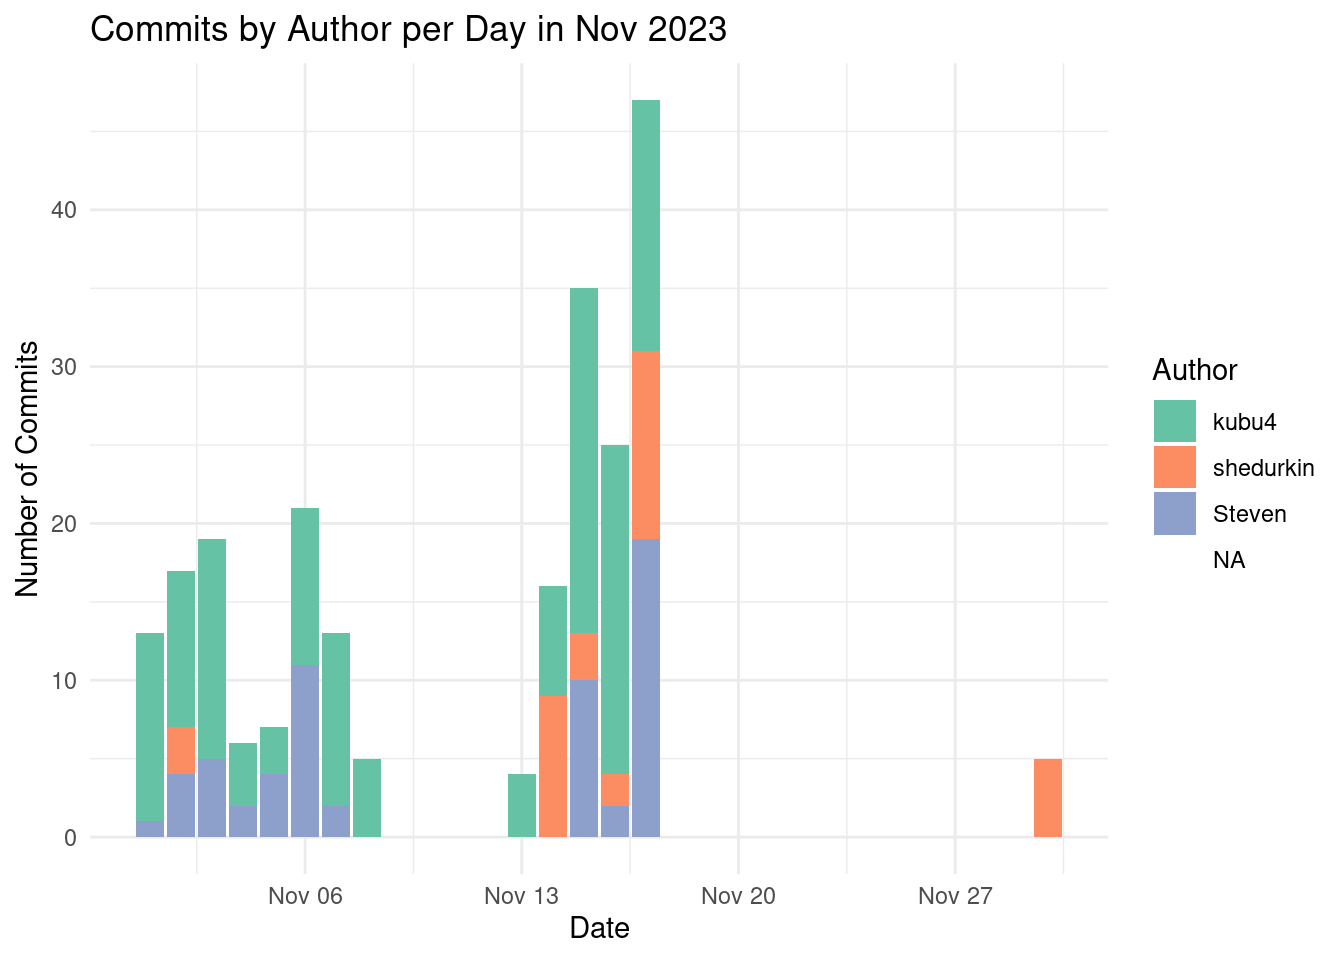 Commits by Author per Day in Nov 2023
Number of Commits
40
30
20
10
0
Nov 06
Nov 13
Nov 20
Nov 27
Date
Author
kubu4
shedurkin
Steven
NA